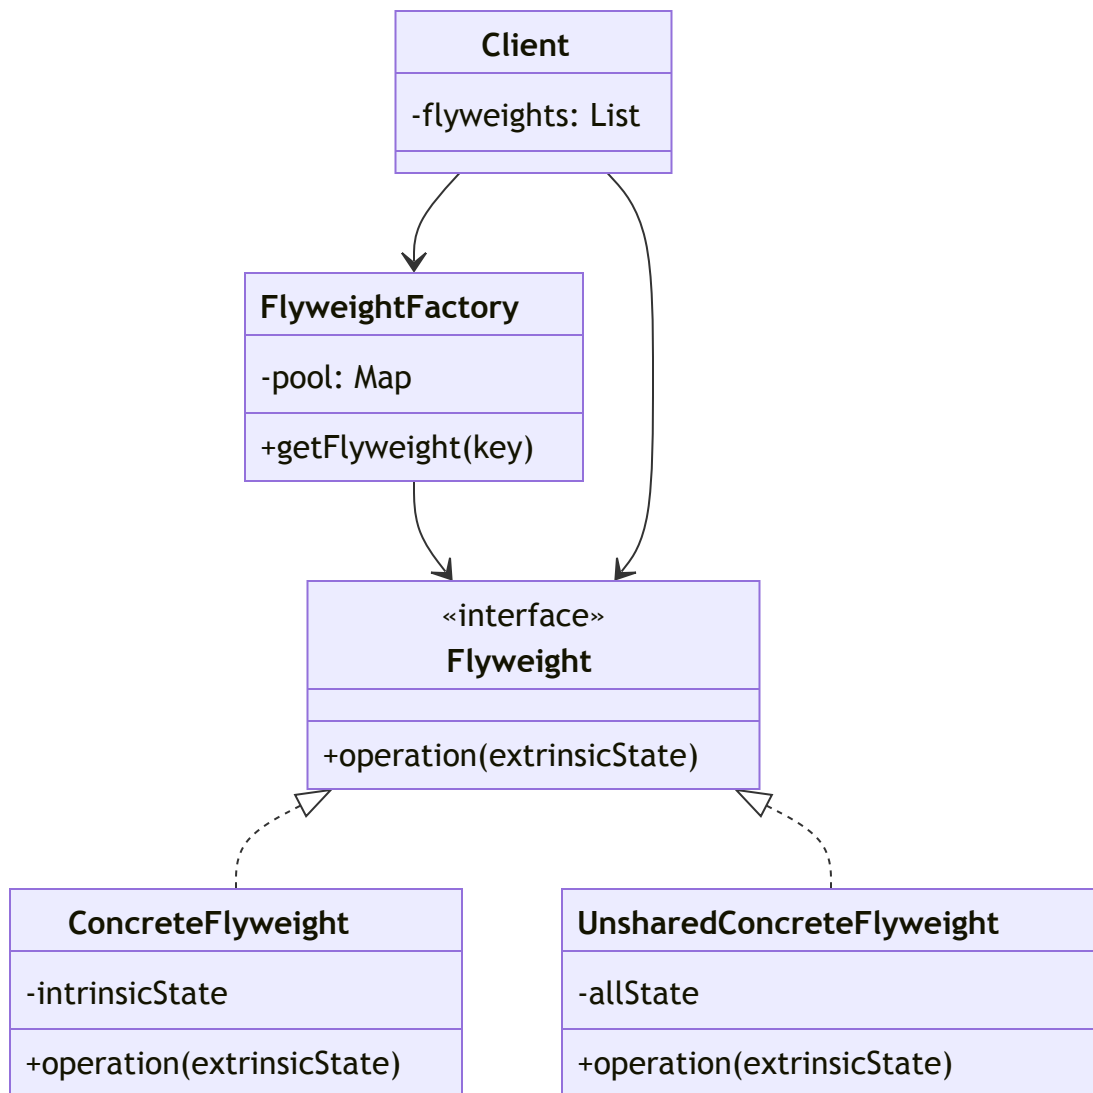 Client
-flyweights: List
FlyweightFactory
-pool: Map
+getFlyweight(key)
«interface»
Flyweight
+operation(extrinsicState)
ConcreteFlyweight
-intrinsicState
+operation(extrinsicState)
UnsharedConcreteFlyweight
-allState
+operation(extrinsicState)